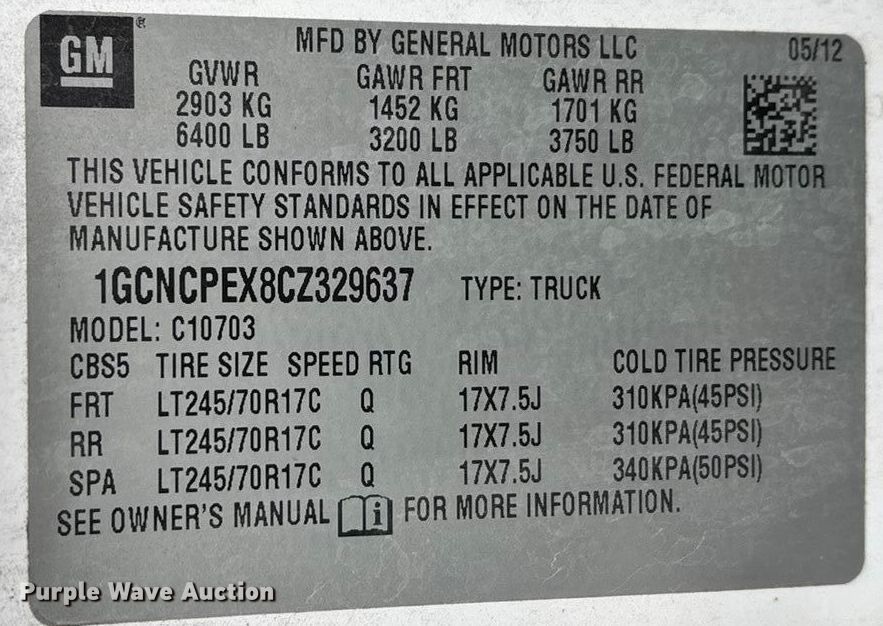 GM ®
MFD BY GENERAL MOTORS LLC 05/12
GVWR GAWR FRT GAWR RR
2903 KG 1452 KG 1701 KG
6400 LB 3200 LB 3750 LB
THIS VEHICLE CONFORMS TO ALL APPLICABLE U.S. FEDERAL MOTOR
VEHICLE SAFETY STANDARDS IN EFFECT ON THE DATE OF
MANUFACTURE SHOWN ABOVE.
1GCNCPEX8CZ329637 TYPE: TRUCK
MODEL: C10703
CBS5 TIRE SIZE SPEED RTG RIM COLD TIRE PRESSURE
FRT LT245/70R17C Q 17X7.5J 310KPA(45PSI)
RR LT245/70R17C Q 17X7.5J 310KPA(45PSI)
SPA LT245/70R17C Q 17X7.5J 340KPA(50PSI)
SEE OWNER'S MANUAL i FOR MORE INFORMATION.
Purple Wave Auction